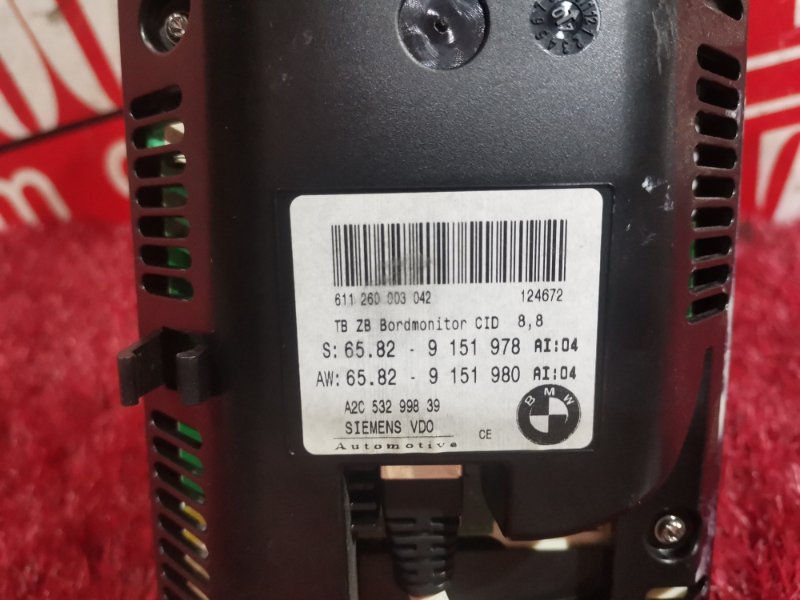 611 260 003 042 124672
TB ZB Bordmonitor CID 8,8
S: 65.82 - 9 151 978 AI:04
AW: 65.82 - 9 151 980 AI:04
A2C 532 998 39
SIEMENS VDO
Automotive
CE
BMW